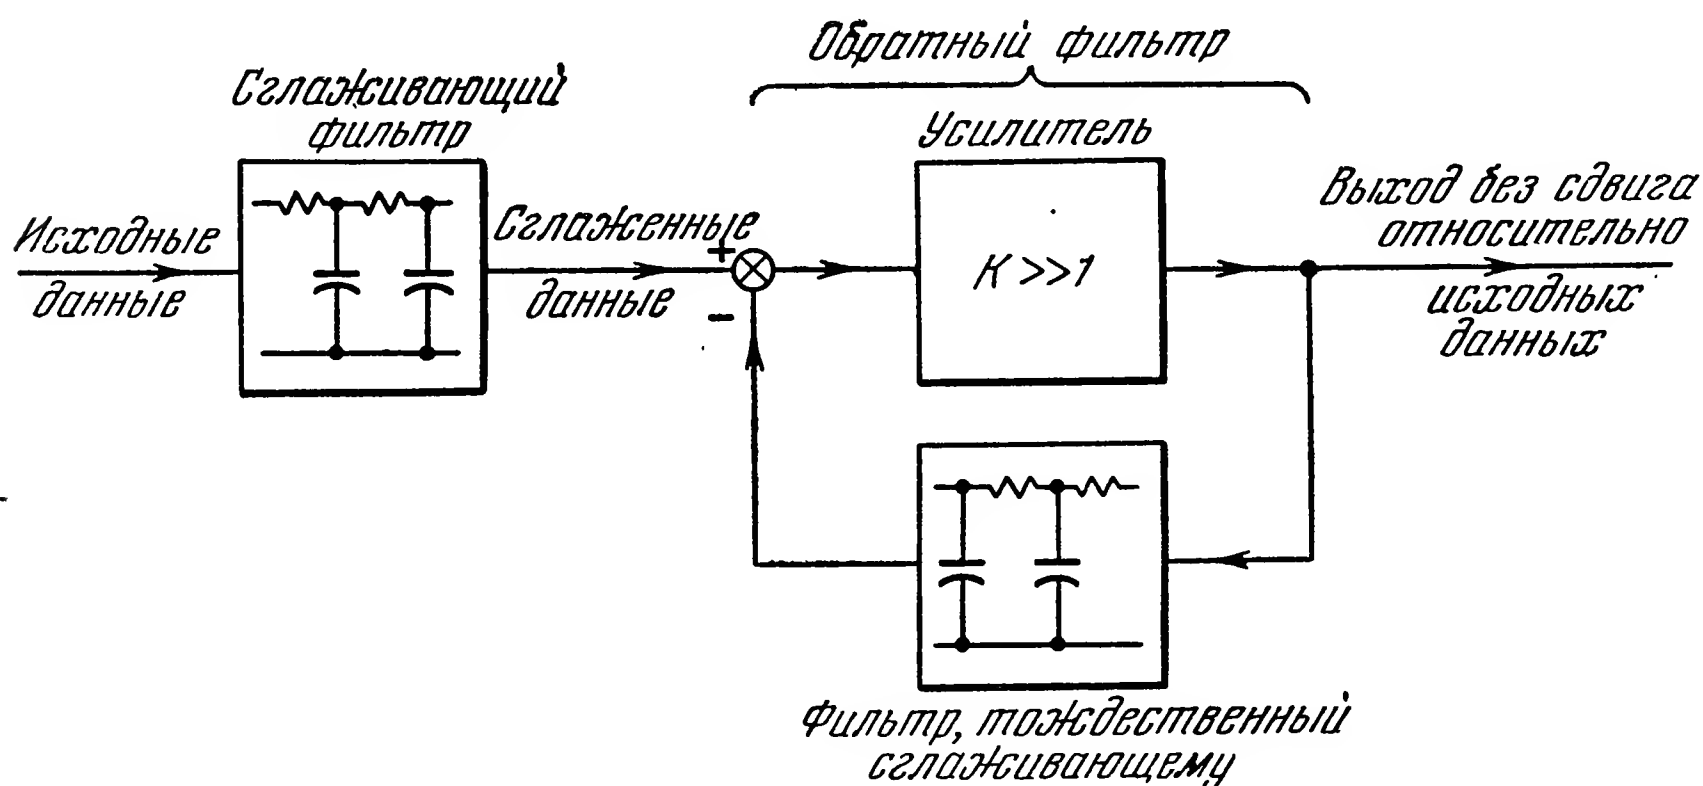 Обратный фильтр
Сглаживающий
фильтр
Усилитель
Исходные
данные
Сглаженные
данные
+
−
K >>1
Выход без сдвига
относительно
исходных
данных
Фильтр, тождественный
сглаживающему